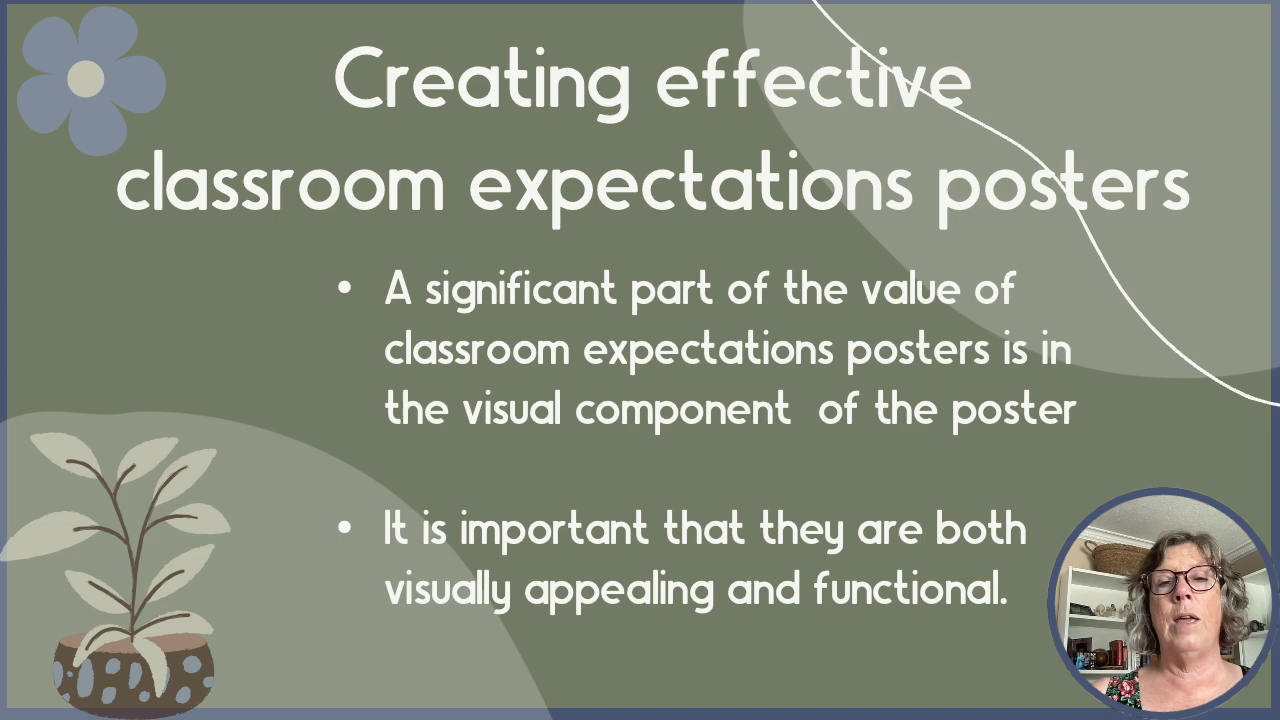 Creating effective
classroom expectations posters
• A significant part of the value of
classroom expectations posters is in
the visual component  of the poster
• It is important that they are both
visually appealing and functional.